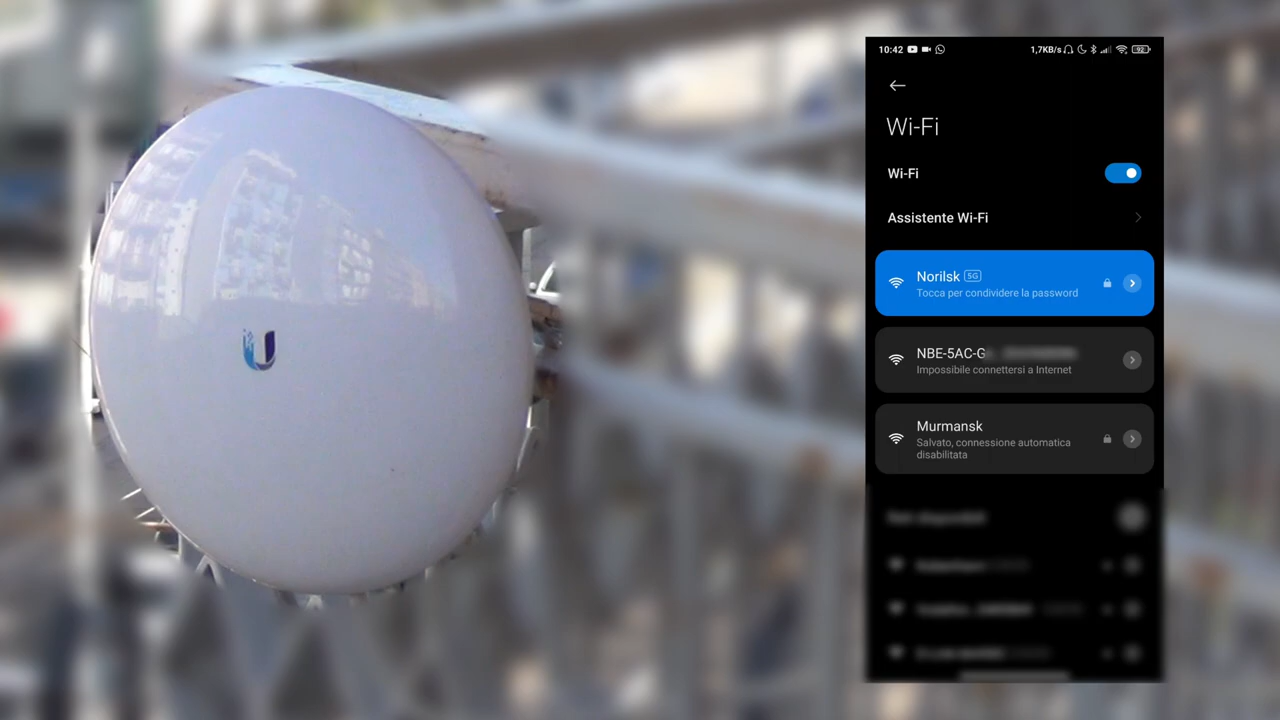 10:42
1,7KB/s
92
Wi-Fi
Wi-Fi
Assistente Wi-Fi
Norilsk 5G
Tocca per condividere la password
NBE-5AC-G
Impossibile connettersi a Internet
Murmansk
Salvato, connessione automatica
disabilitata